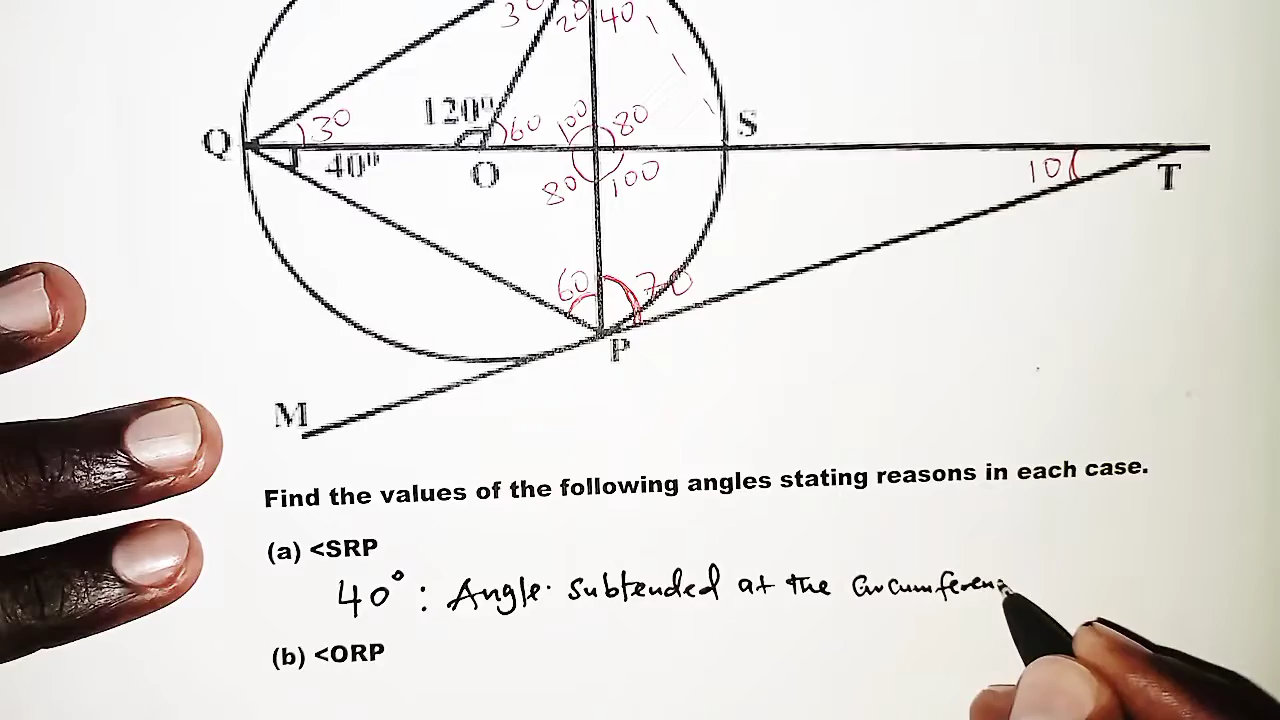 30 20 40
120° 60 100 80 S
Q 30
40° O 80 100 10 T
60 70
P
M
Find the values of the following angles stating reasons in each case.
(a) <SRP
40° : Angle subtended at the circumferen
(b) <ORP